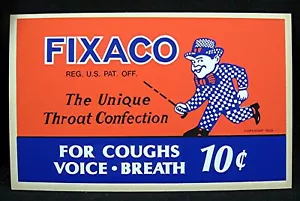 FIXACO
REG. U.S. PAT. OFF.
The Unique
Throat Confection
FOR COUGHS
VOICE • BREATH
10¢